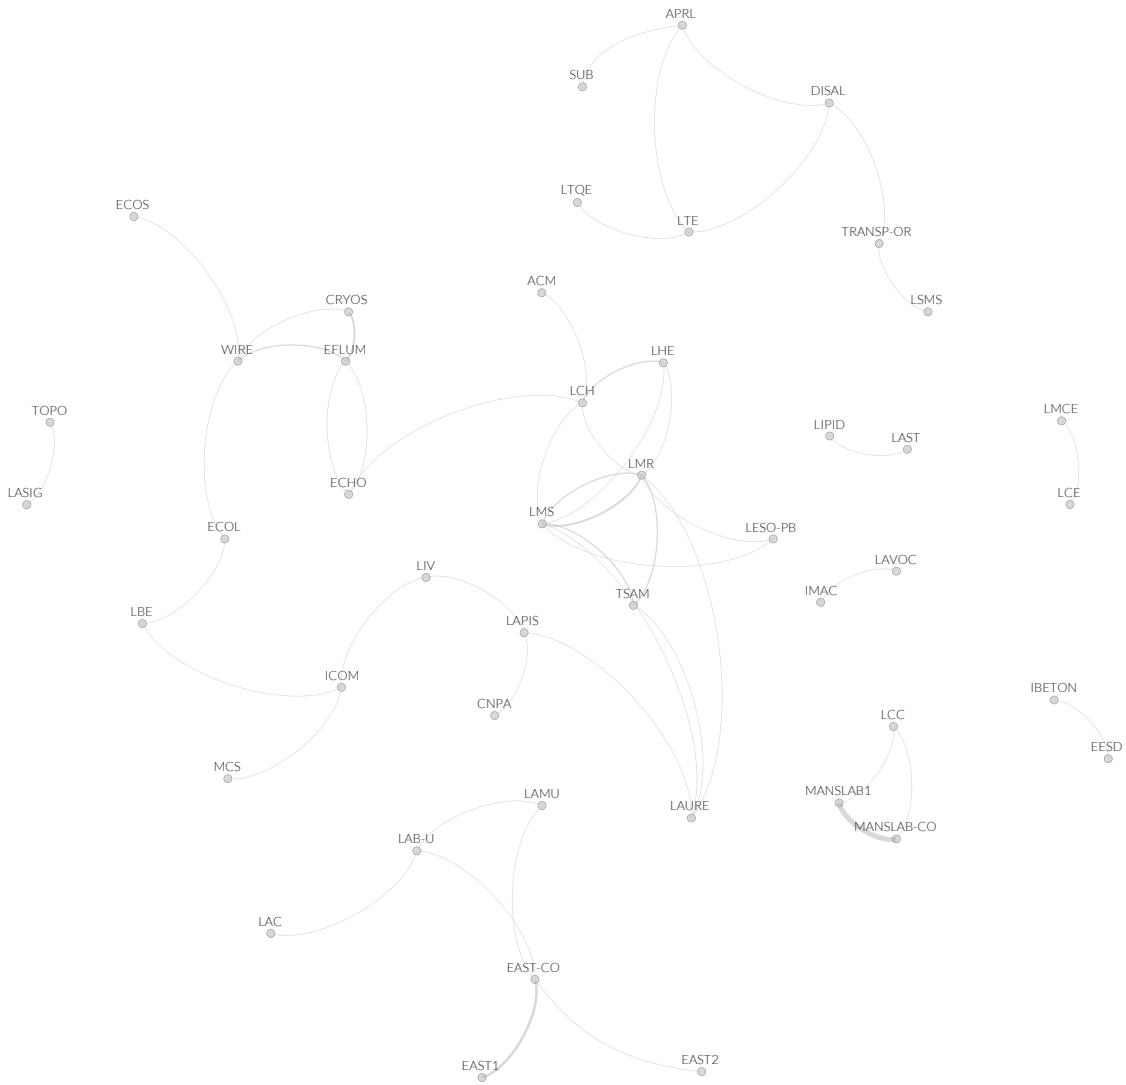 APRL
SUB
DISAL
LTQE
ECOS
LTE
TRANSP-OR
ACM
CRYOS
LSMS
WIRE
EFLUM
LHE
LCH
TOPO
LMCE
LIPID
LAST
LMR
ECHO
LASIG
LCE
LMS
ECOL
LESO-PB
LIV
LAVOC
TSAM
IMAC
LBE
LAPIS
ICOM
IBETON
CNPA
LCC
EESD
MCS
MANSLAB1
LAMU
LAURE
MANSLAB-CO
LAB-U
LAC
EAST-CO
EAST2
EAST1